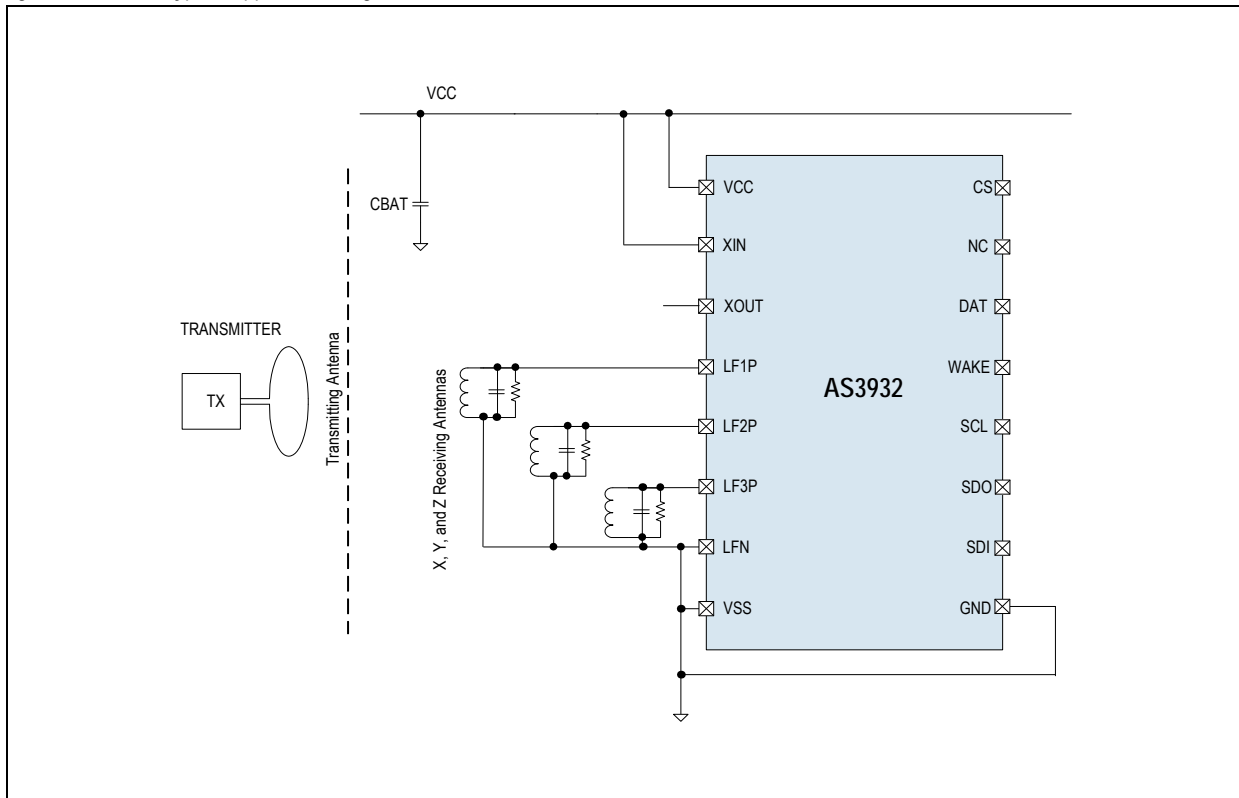 VCC
CBAT
TRANSMITTER
TX
Transmitting Antenna
X, Y, and Z Receiving Antennas
VCC
XIN
XOUT
LF1P
LF2P
LF3P
LFN
VSS
AS3932
CS
NC
DAT
WAKE
SCL
SDO
SDI
GND